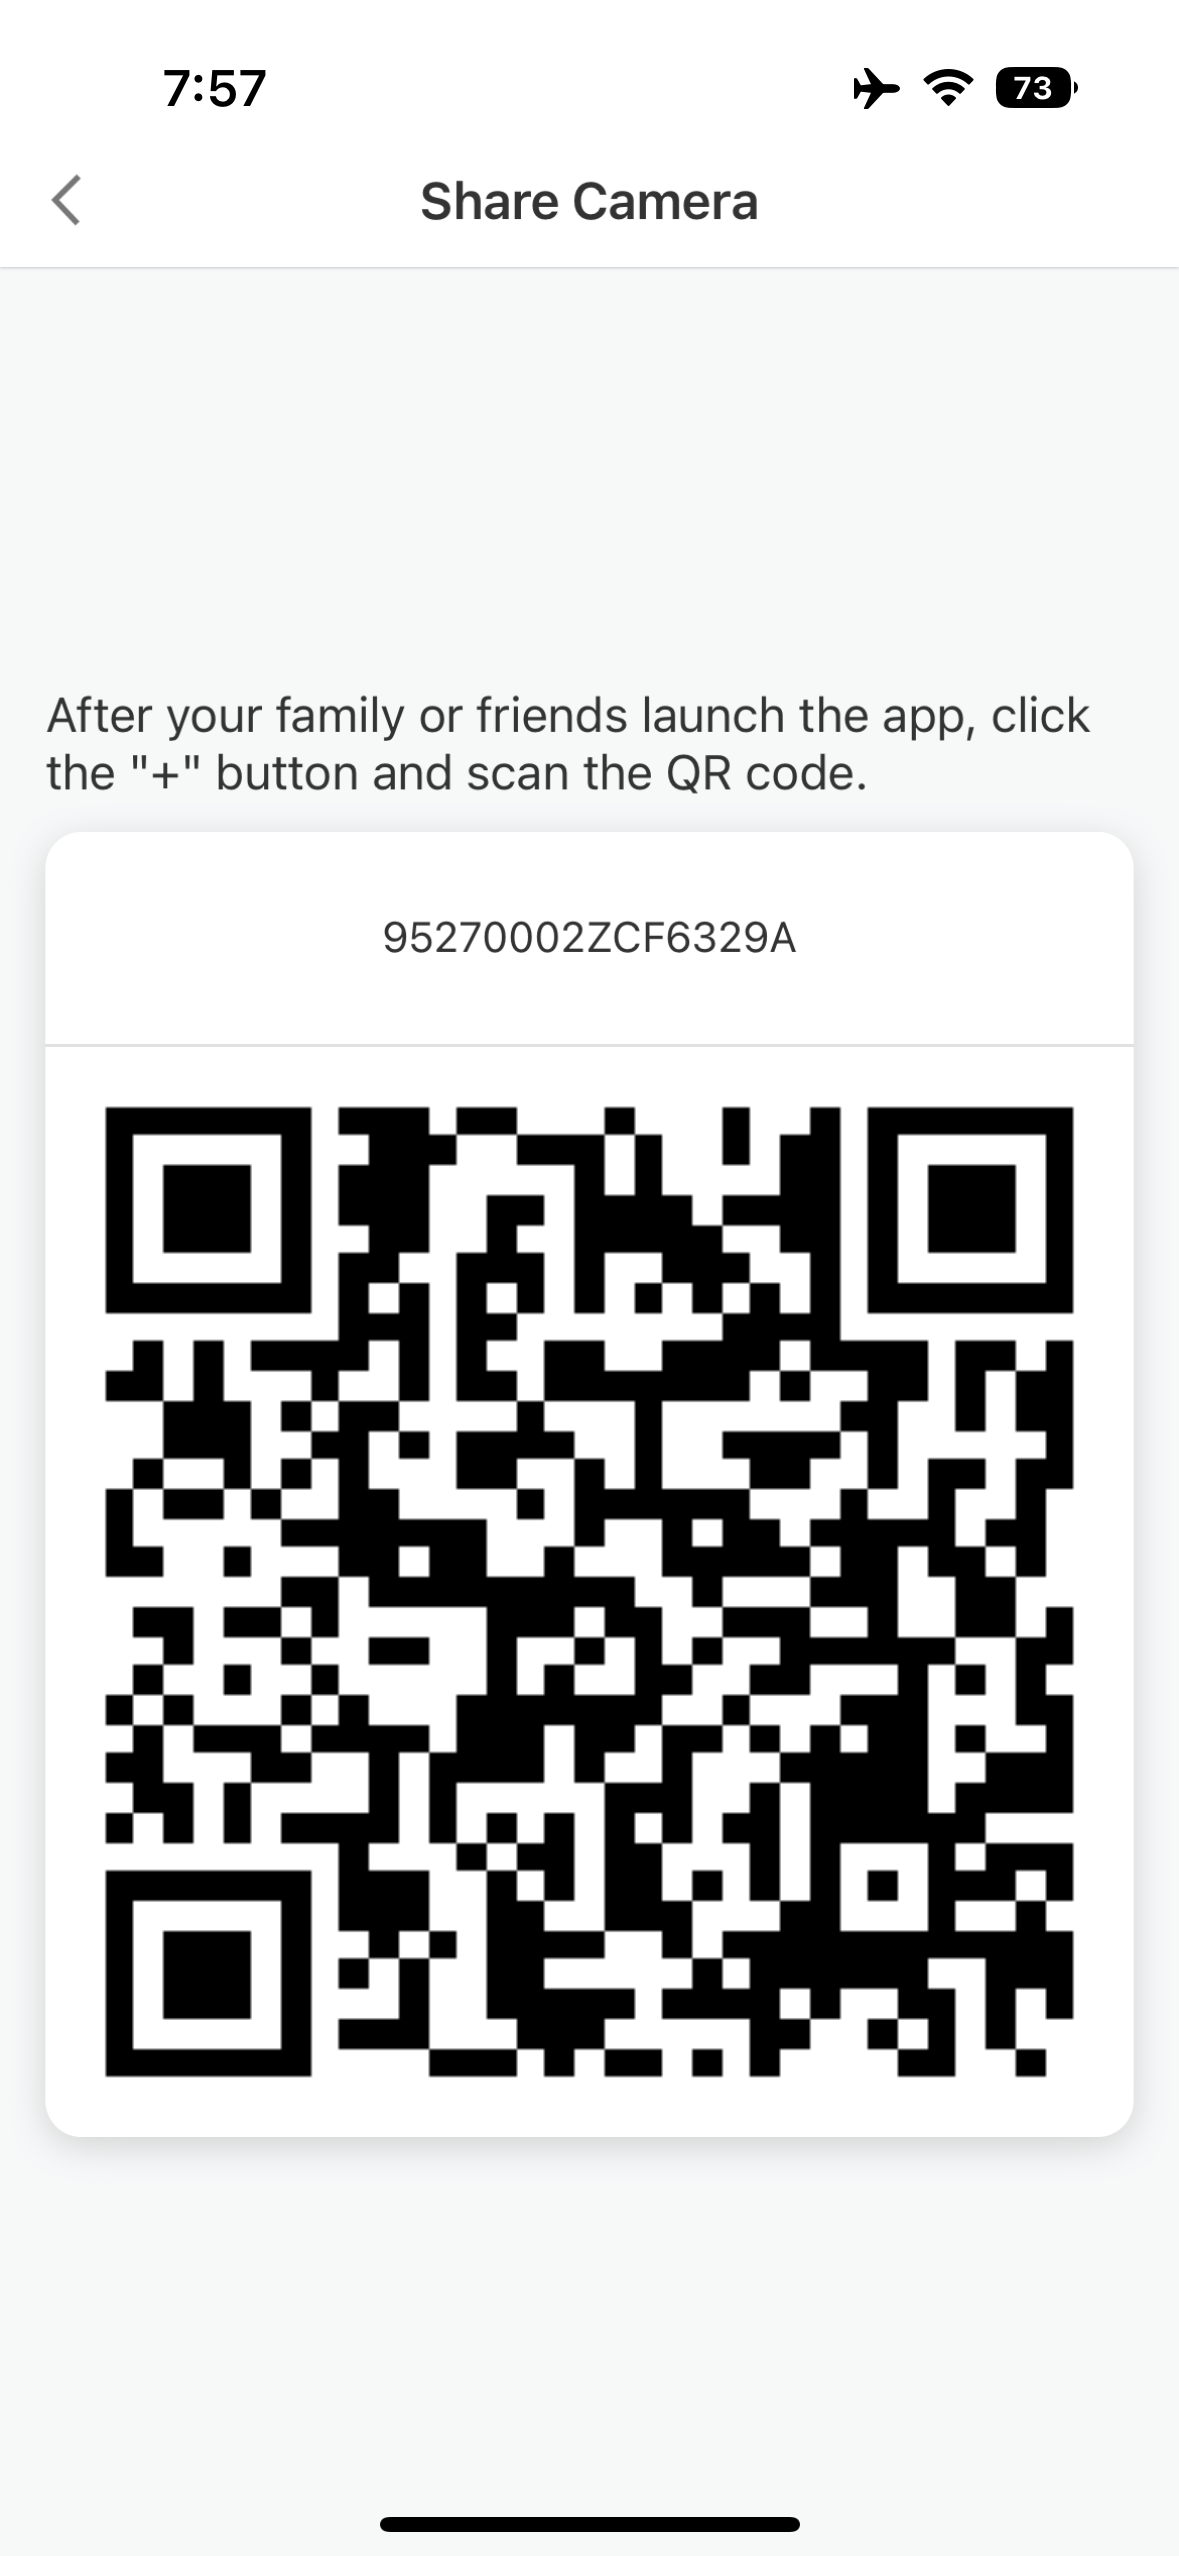 7:57
73
Share Camera
After your family or friends launch the app, click
the "+" button and scan the QR code.
95270002ZCF6329A